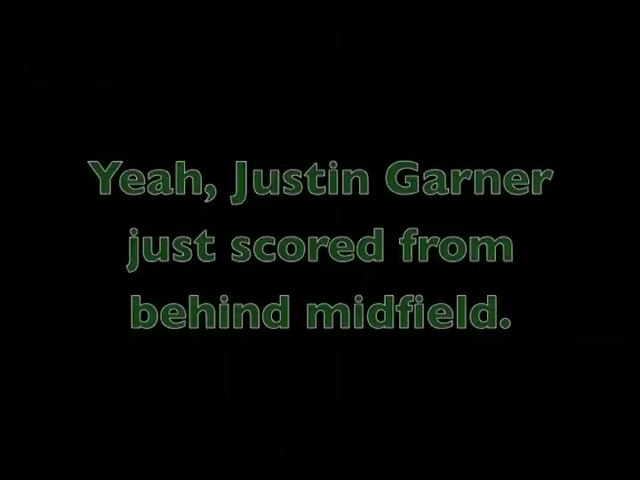 Yeah, Justin Garner
just scored from
behind midfield.